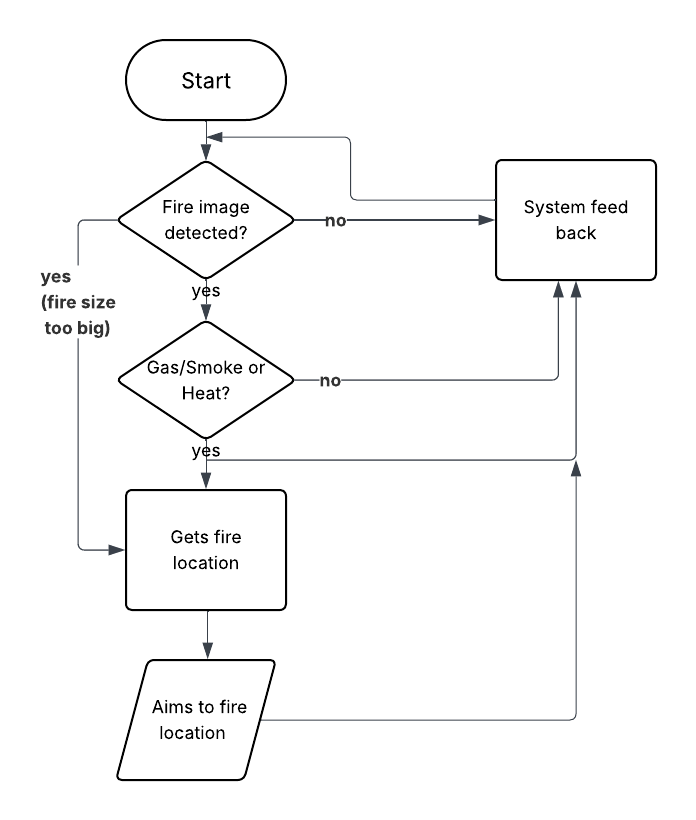 Start
Fire image
detected?
no
System feed
back
yes
(fire size
too big)
yes
Gas/Smoke or
Heat?
no
yes
Gets fire
location
Aims to fire
location